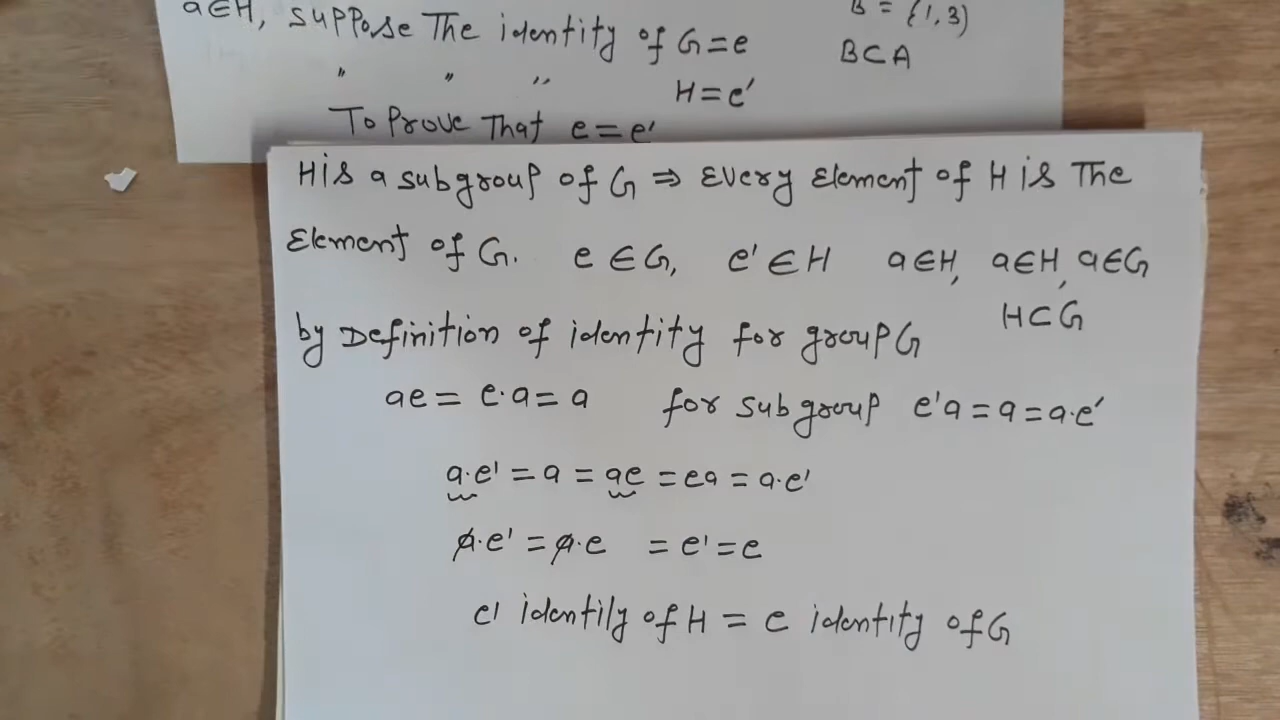 a∈H, suppose The identity of G=e
B = {1,3)
B⊂A
" " " H=e'
To Prove That e=e'
H is a subgroup of G ⇒ Every Element of H is The
Element of G. e ∈ G, e' ∈ H a∈H, a∈H, a∈G
H⊂G
by Definition of identity for group G
ae = e·a = a for subgroup e'a = a = a·e'
a·e' = a = ae = ea = a·e'
a·e' = a·e = e' = e
e' identity of H = e identity of G